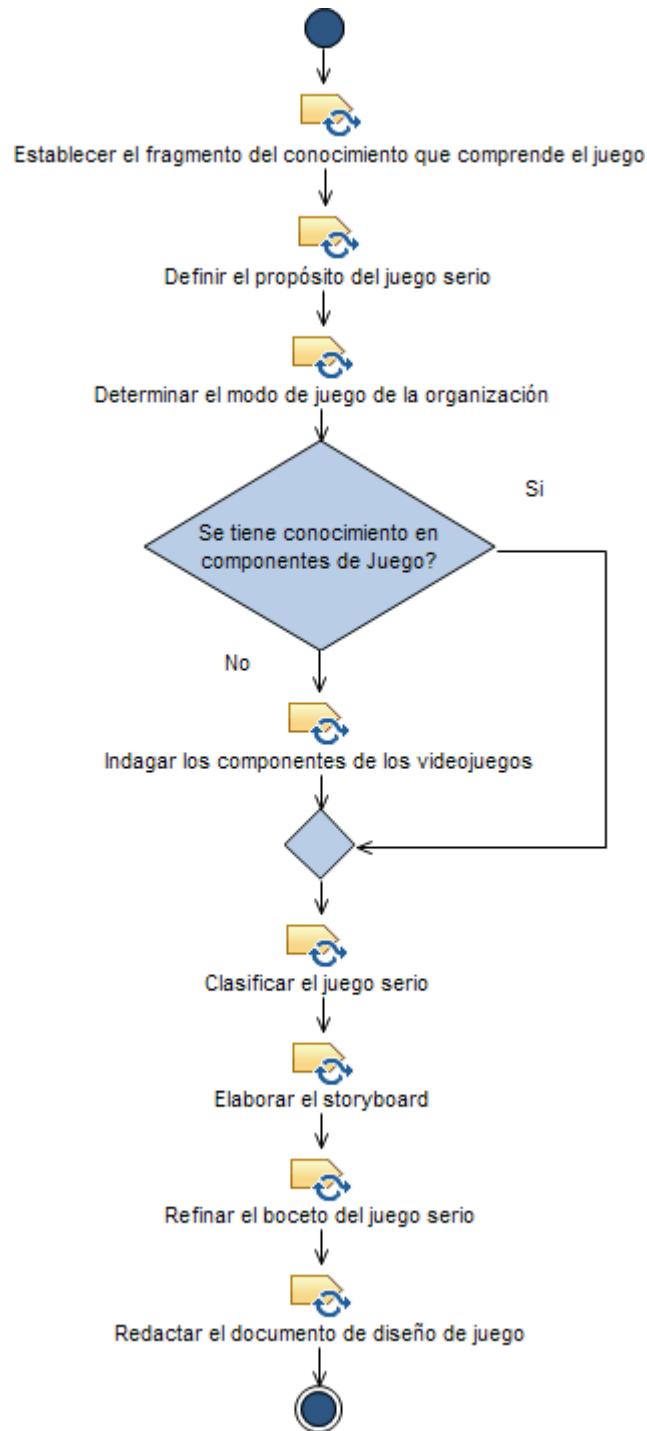 Establecer el fragmento del conocimiento que comprende el juego
Definir el propósito del juego serio
Determinar el modo de juego de la organización
Si
Se tiene conocimiento en
componentes de Juego?
No
Indagar los componentes de los videojuegos
Clasificar el juego serio
Elaborar el storyboard
Refinar el boceto del juego serio
Redactar el documento de diseño de juego